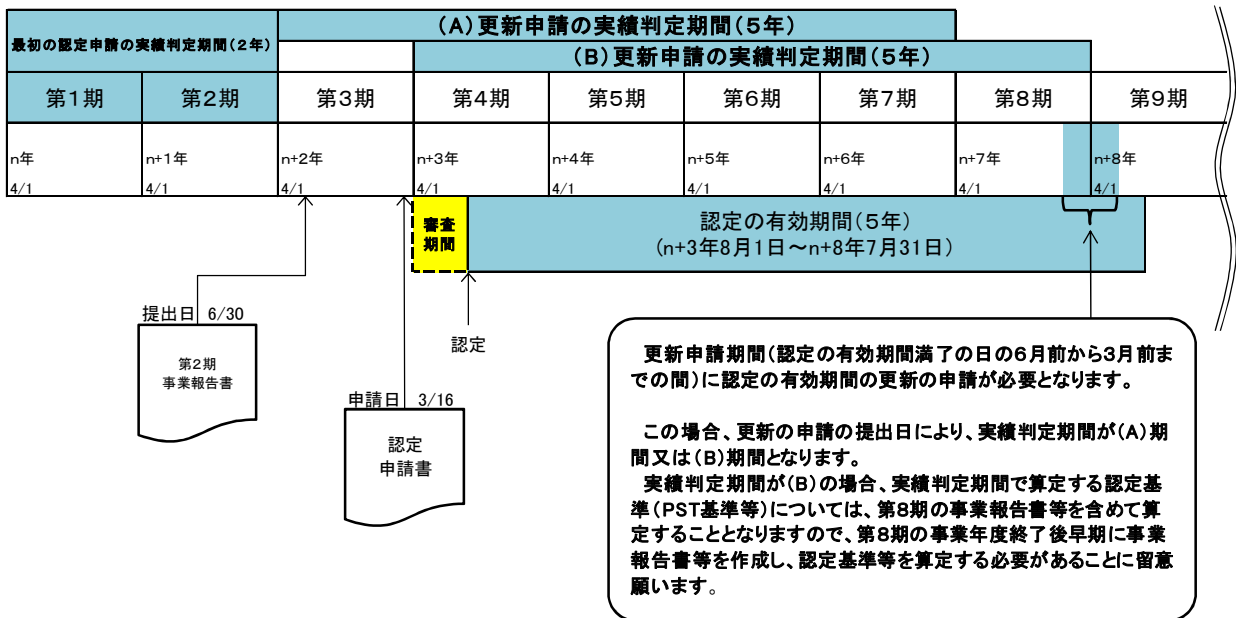 (A)更新申請の実績判定期間(5年)
最初の認定申請の実績判定期間(2年)
(B)更新申請の実績判定期間(5年)
第1期
第2期
第3期
第4期
第5期
第6期
第7期
第8期
第9期
n年
4/1
n+1年
4/1
n+2年
4/1
n+3年
4/1
n+4年
4/1
n+5年
4/1
n+6年
4/1
n+7年
4/1
n+8年
4/1
審査
期間
認定の有効期間(5年)
(n+3年8月1日～n+8年7月31日)
提出日 6/30
第2期
事業報告書
認定
申請日 3/16
認定
申請書
更新申請期間(認定の有効期間満了の日の6月前から3月前ま
での間)に認定の有効期間の更新の申請が必要となります。
この場合、更新の申請の提出日により、実績判定期間が(A)期
間又は(B)期間となります。
実績判定期間が(B)の場合、実績判定期間で算定する認定基
準(PST基準等)については、第8期の事業報告書等を含めて算
定することとなりますので、第8期の事業年度終了後早期に事業
報告書等を作成し、認定基準等を算定する必要があることに留意
願います。